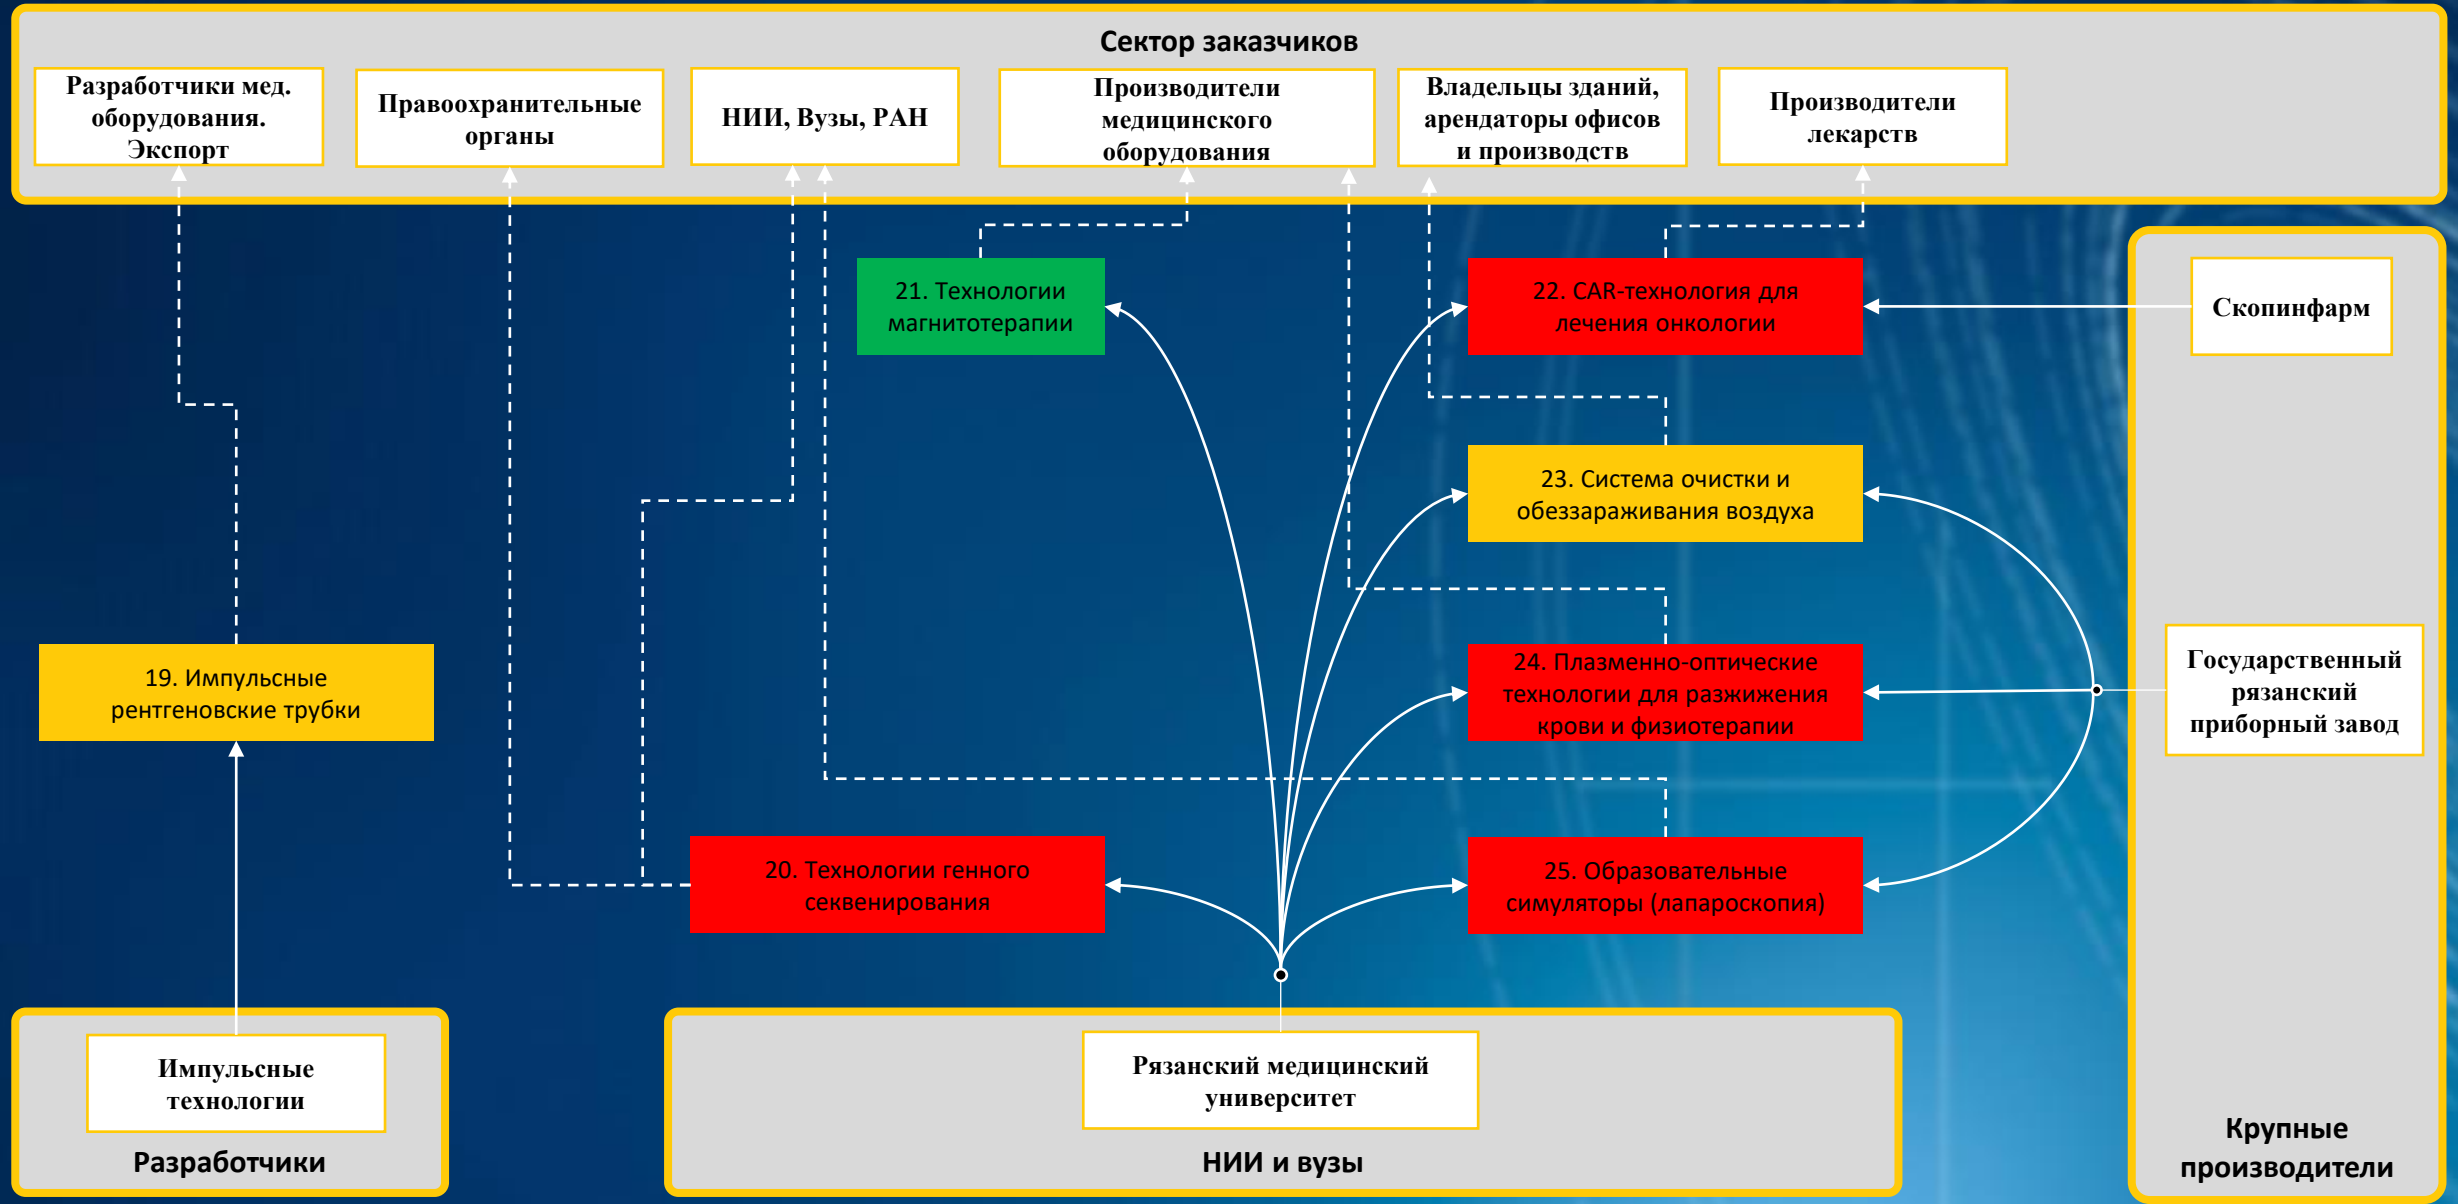 Сектор заказчиков
Разработчики мед.
оборудования.
Экспорт
Правоохранительные
органы
НИИ, Вузы, РАН
Производители
медицинского
оборудования
Владельцы зданий,
арендаторы офисов
и производств
Производители
лекарств
21. Технологии
магнитотерапии
22. CAR-технология для
лечения онкологии
Скопинфарм
23. Система очистки и
обеззараживания воздуха
19. Импульсные
рентгеновские трубки
24. Плазменно-оптические
технологии для разжижения
крови и физиотерапии
Государственный
рязанский
приборный завод
20. Технологии генного
секвенирования
25. Образовательные
симуляторы (лапароскопия)
Импульсные
технологии
Разработчики
Рязанский медицинский
университет
НИИ и вузы
Крупные
производители